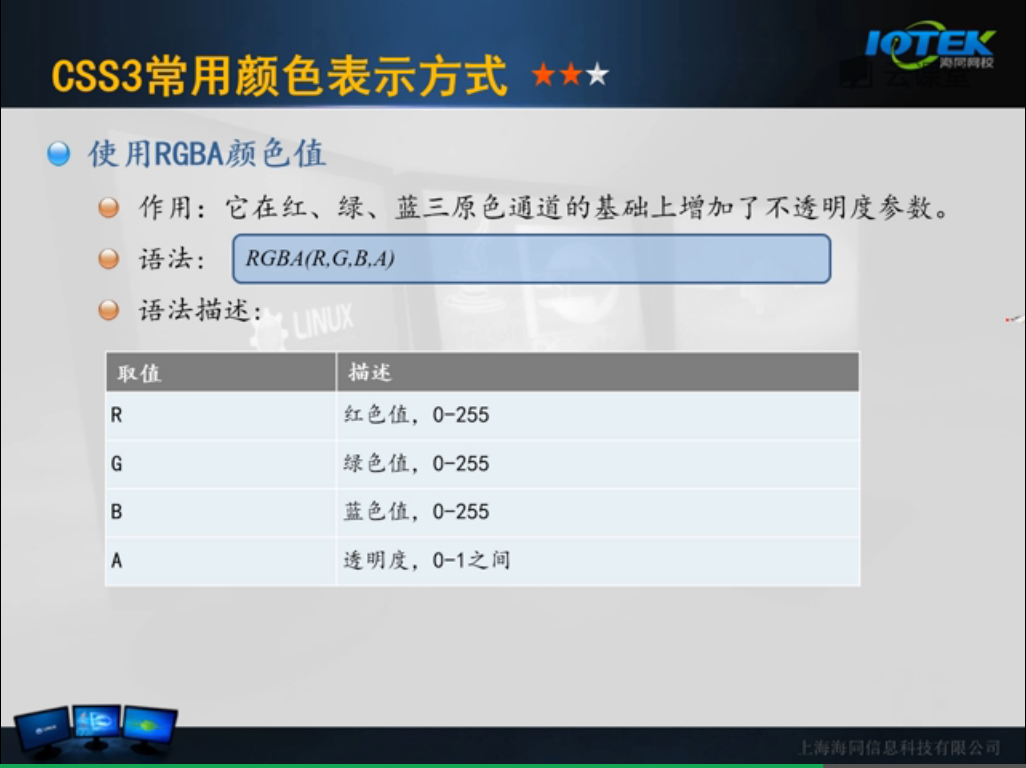 CSS3常用颜色表示方式
IOTEK
海同网校
云课堂
使用RGBA颜色值
作用：它在红、绿、蓝三原色通道的基础上增加了不透明度参数。
语法：
RGBA(R,G,B,A)
语法描述：
LINUX
取值 描述
R 红色值，0-255
G 绿色值，0-255
B 蓝色值，0-255
A 透明度，0-1之间
上海海同信息科技有限公司